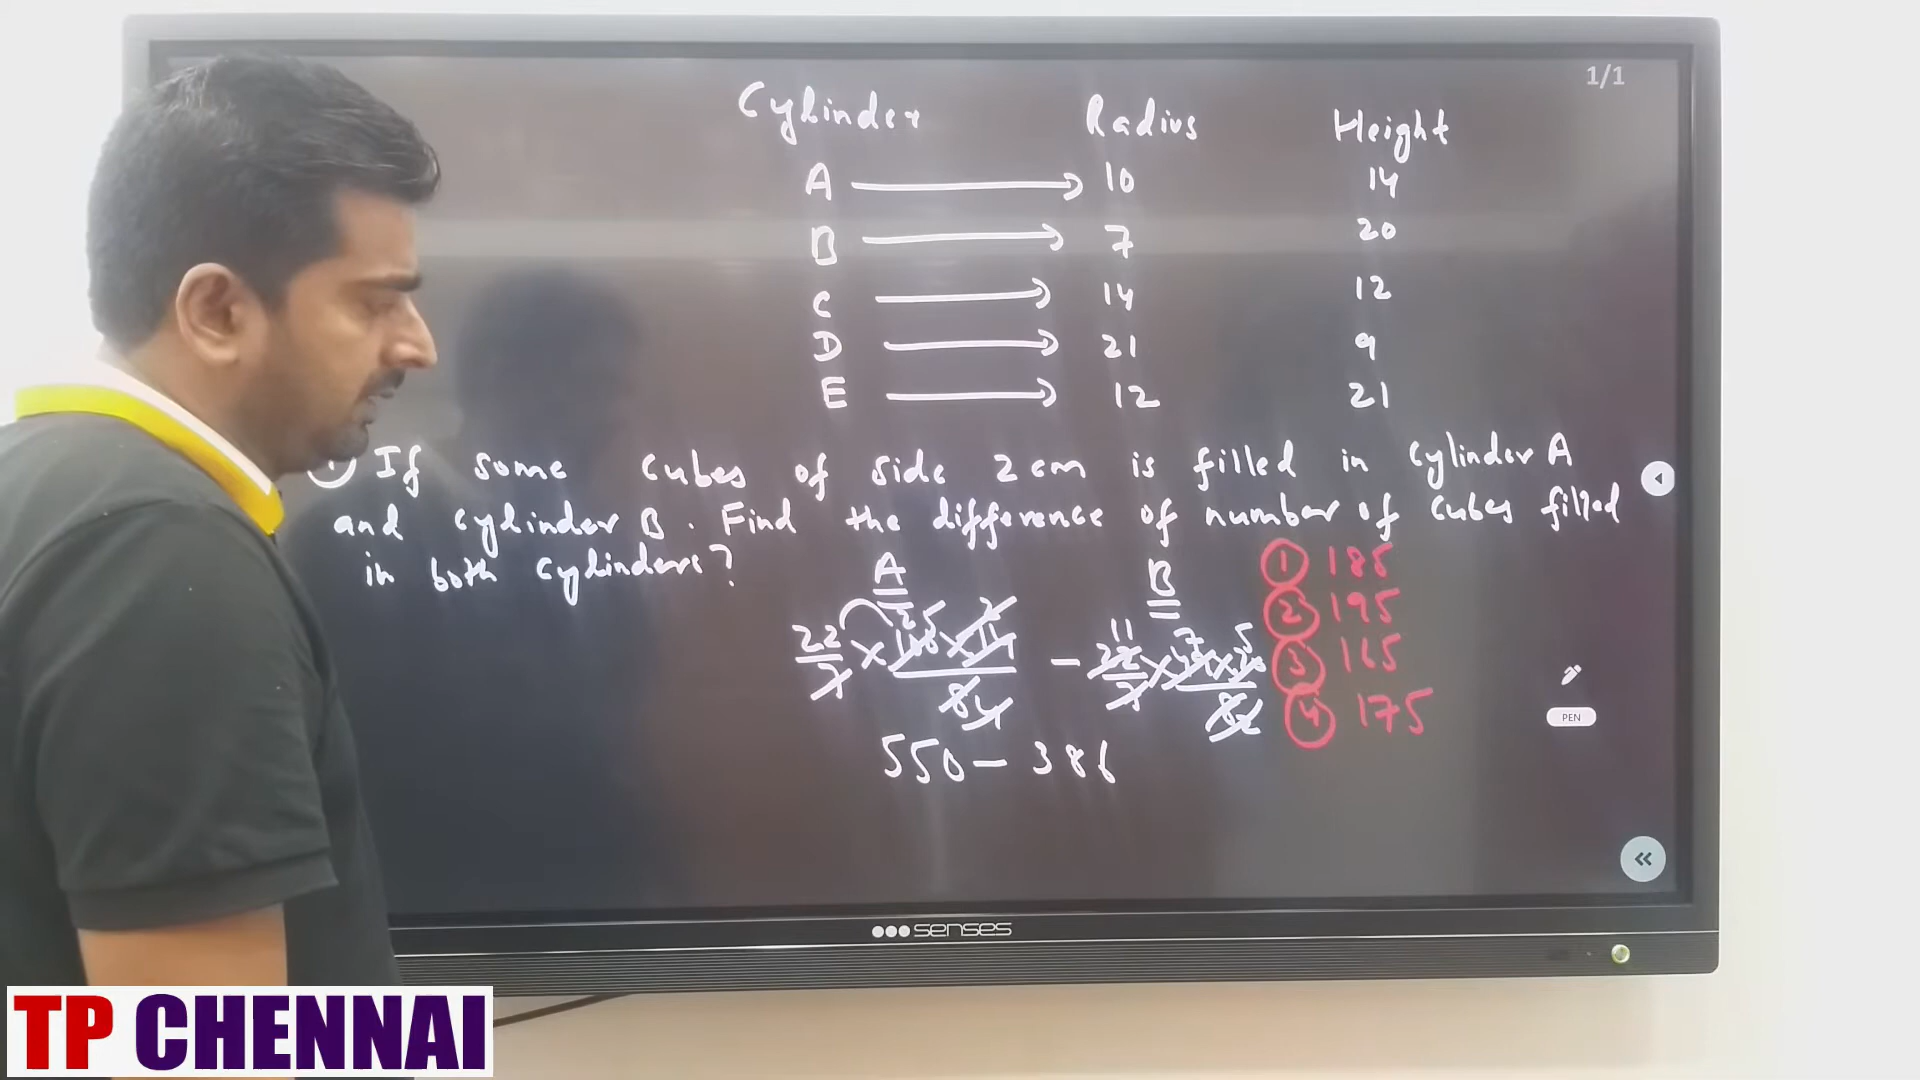 1/1
Cylinder Radius Height
A 10 14
B 7 20
C 14 12
D 21 9
E 12 21
If some cubes of side 2 cm is filled in cylinder A
and cylinder B. Find the difference of number of cubes filled
in both cylinders?
A B
① 185
② 195
③ 165
④ 175
22/7 × 
550 - 386
PEN
senses
TP CHENNAI